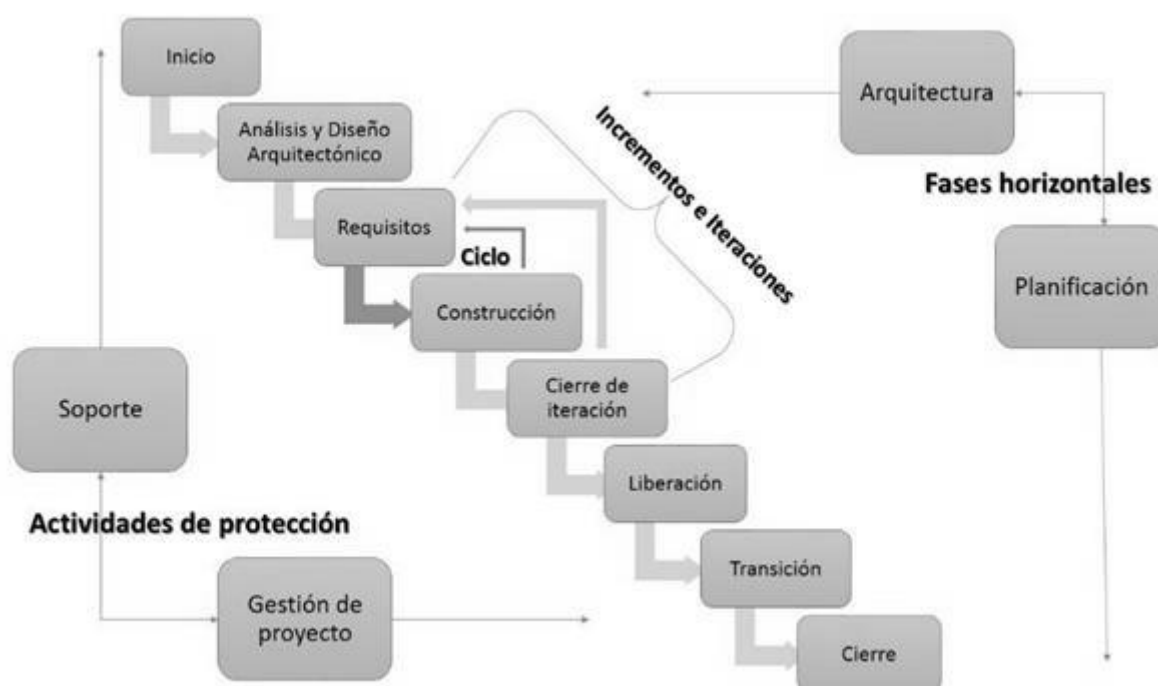 Inicio
Análisis y Diseño
Arquitectónico
Requisitos
Ciclo
Construcción
Cierre de
iteración
Liberación
Transición
Cierre
Incrementos e Iteraciones
Arquitectura
Fases horizontales
Planificación
Soporte
Actividades de protección
Gestión de
proyecto